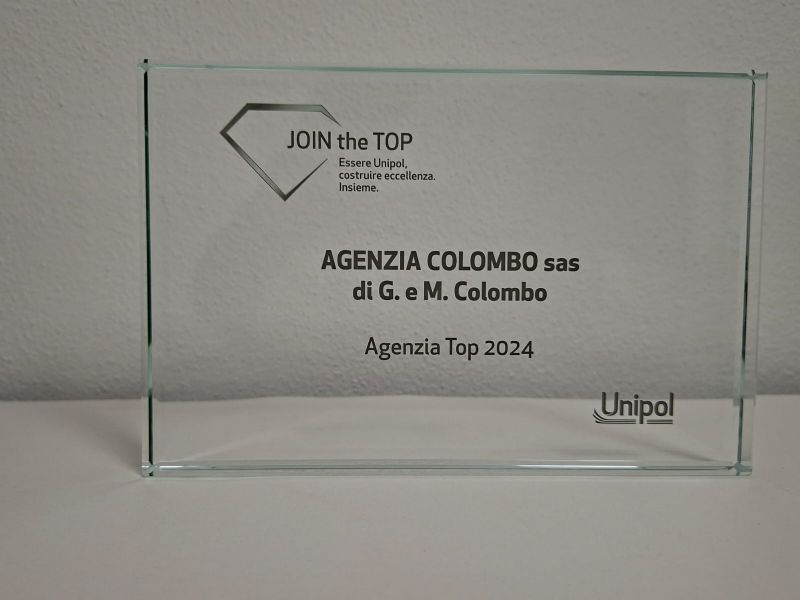 JOIN the TOP
Essere Unipol,
costruire eccellenza.
Insieme.
AGENZIA COLOMBO sas
di G. e M. Colombo
Agenzia Top 2024
Unipol